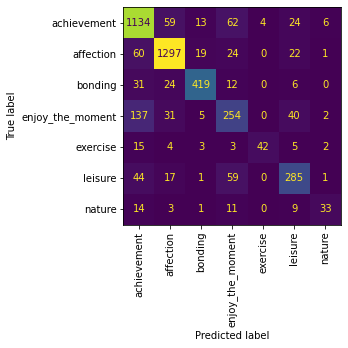 True label
achievement 1134 59 13 62 4 24 6
affection 60 1297 19 24 0 22 1
bonding 31 24 419 12 0 6 0
enjoy_the_moment 137 31 5 254 0 40 2
exercise 15 4 3 3 42 5 2
leisure 44 17 1 59 0 285 1
nature 14 3 1 11 0 9 33
achievement affection bonding enjoy_the_moment exercise leisure nature
Predicted label